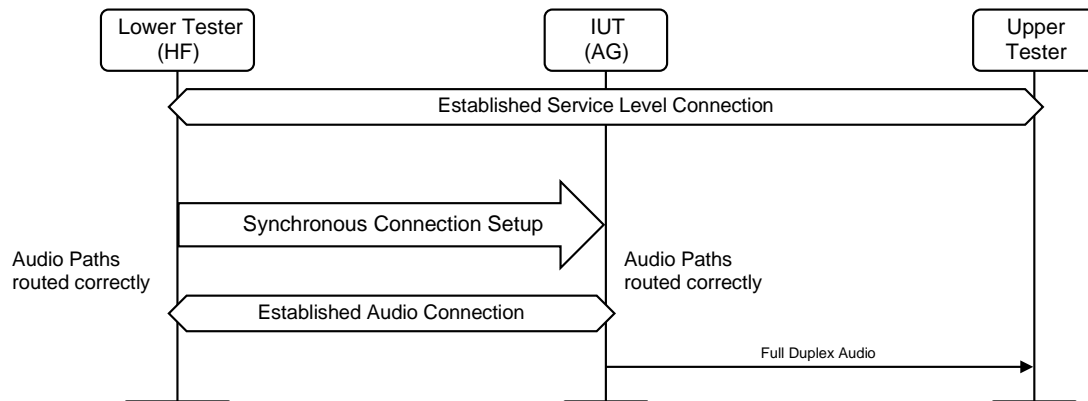 Lower Tester
(HF)
IUT
(AG)
Upper
Tester
Established Service Level Connection
Synchronous Connection Setup
Audio Paths
routed correctly
Audio Paths
routed correctly
Established Audio Connection
Full Duplex Audio